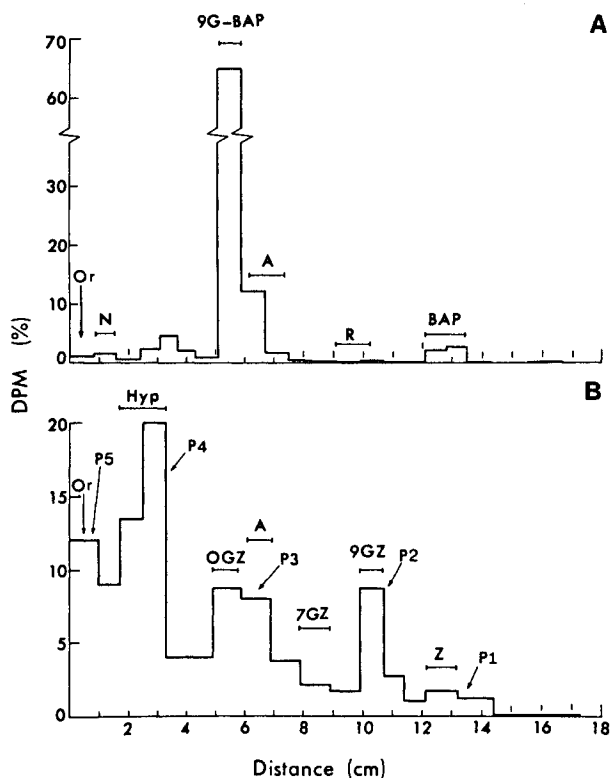 A
9G-BAP
70
60
30
20
10
0
Or
N
A
R
BAP
DPM (%)
B
20
15
10
5
0
Or
P5
Hyp
P4
OGZ
A
P3
7GZ
9GZ
P2
Z
P1
2 4 6 8 10 12 14 16 18
Distance (cm)